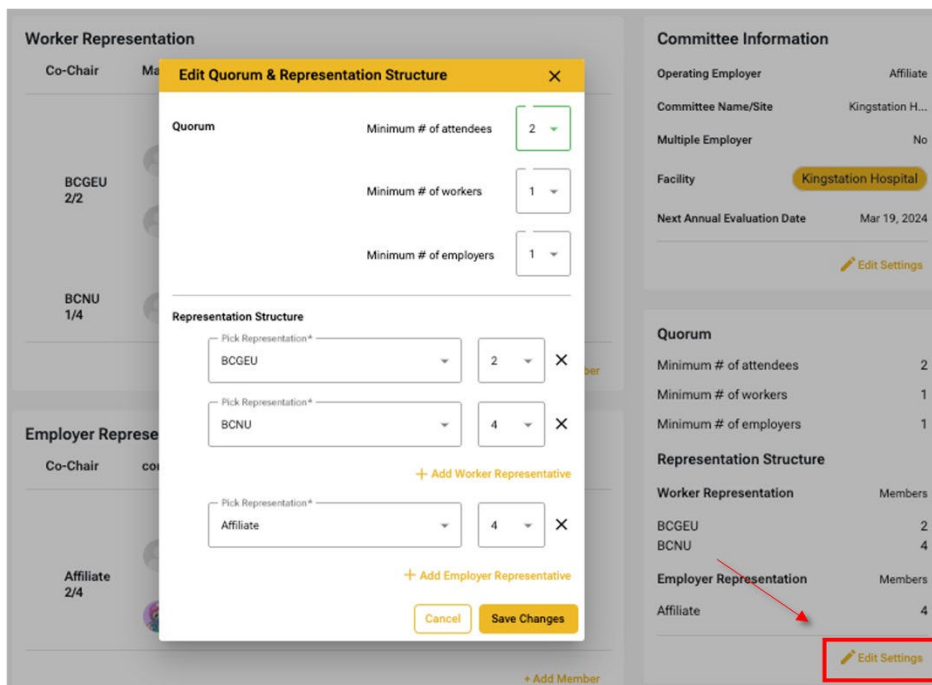 Worker Representation
Co-Chair
BCGEU
2/2
BCNU
1/4
Employer
Co-Chair
Affiliate
2/4
+ Add Member
Edit Quorum & Representation Structure
Quorum
Minimum # of attendees 2
Minimum # of workers 1
Minimum # of employers 1
Representation Structure
Pick Representation*
BCGEU 2
Pick Representation*
BCNU 4
+ Add Worker Representative
Pick Representation*
Affiliate 4
+ Add Employer Representative
Cancel Save Changes
Committee Information
Operating Employer Affiliate
Committee Name/Site Kingstation H...
Multiple Employer No
Facility Kingstation Hospital
Next Annual Evaluation Date Mar 19, 2024
Edit Settings
Quorum
Minimum # of attendees 2
Minimum # of workers 1
Minimum # of employers 1
Representation Structure
Worker Representation Members
BCGEU 2
BCNU 4
Employer Representation Members
Affiliate 4
Edit Settings